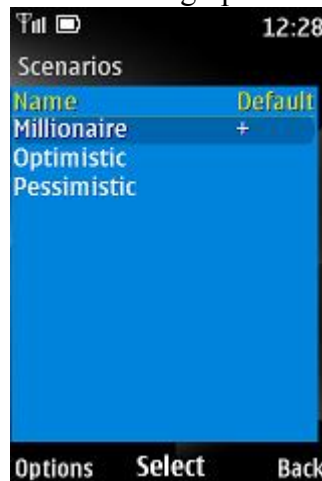 12:28
Scenarios
Name Default
Millionaire +
Optimistic
Pessimistic
Options Select Back